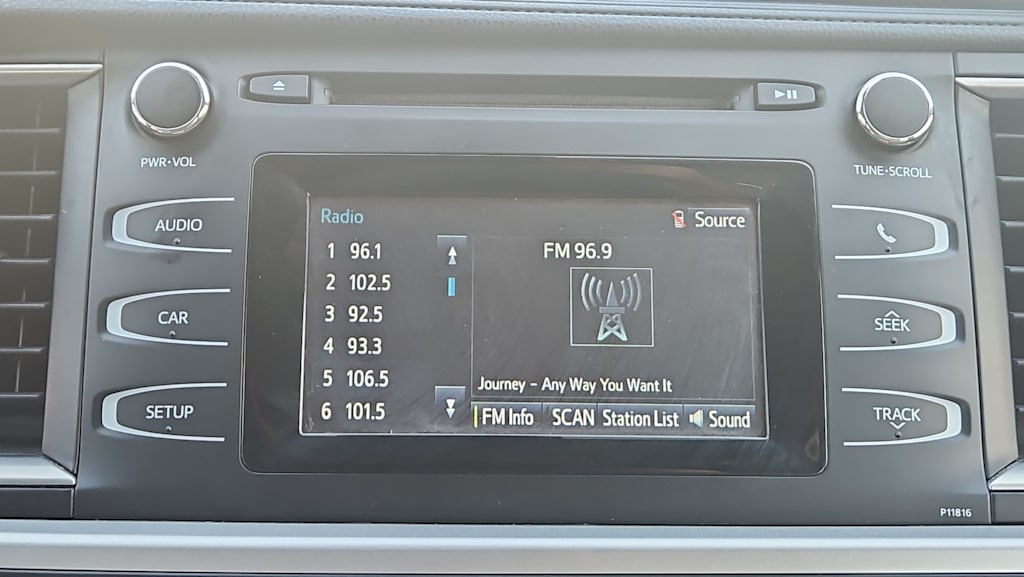 PWR•VOL
TUNE•SCROLL
AUDIO
CAR
SETUP
Radio
Source
1 96.1
2 102.5
3 92.5
4 93.3
5 106.5
6 101.5
FM 96.9
Journey - Any Way You Want It
FM Info SCAN Station List Sound
SEEK
TRACK
P11816